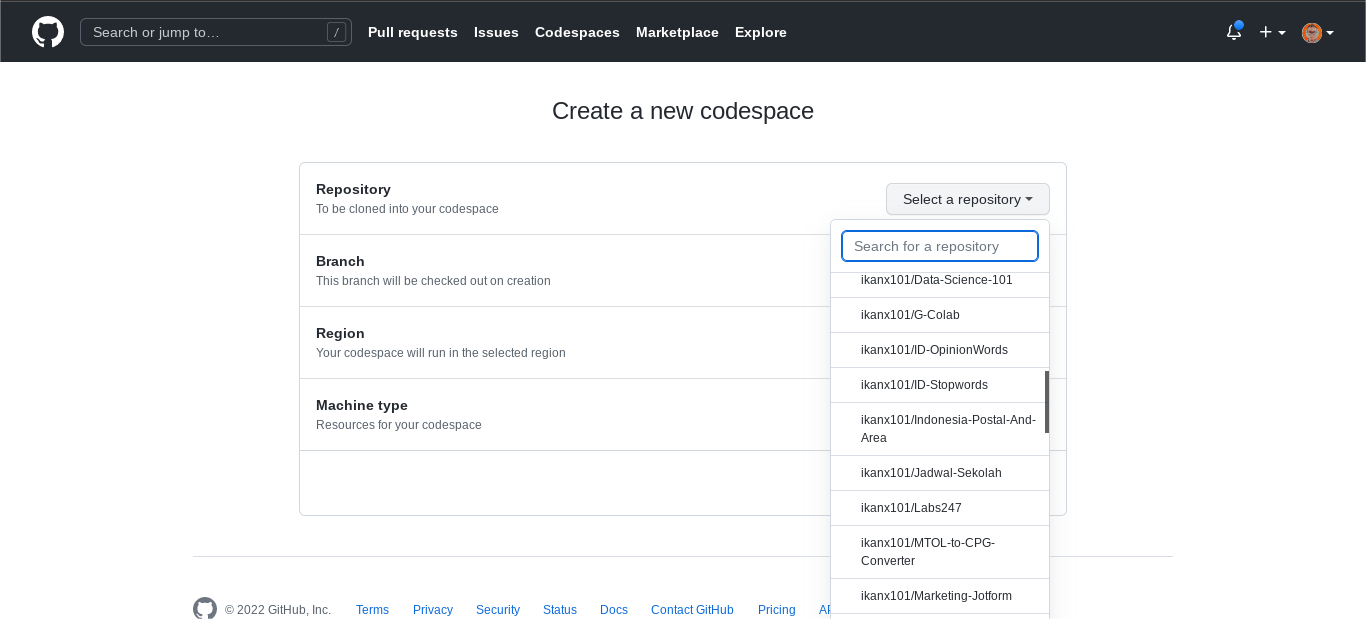 Search or jump to…
/
Pull requests
Issues
Codespaces
Marketplace
Explore
Create a new codespace
Repository
To be cloned into your codespace
Select a repository
Search for a repository
Branch
This branch will be checked out on creation
Region
Your codespace will run in the selected region
Machine type
Resources for your codespace
ikanx101/Data-Science-101
ikanx101/G-Colab
ikanx101/ID-OpinionWords
ikanx101/ID-Stopwords
ikanx101/Indonesia-Postal-And-
Area
ikanx101/Jadwal-Sekolah
ikanx101/Labs247
ikanx101/MTOL-to-CPG-
Converter
ikanx101/Marketing-Jotform
© 2022 GitHub, Inc.
Terms
Privacy
Security
Status
Docs
Contact GitHub
Pricing